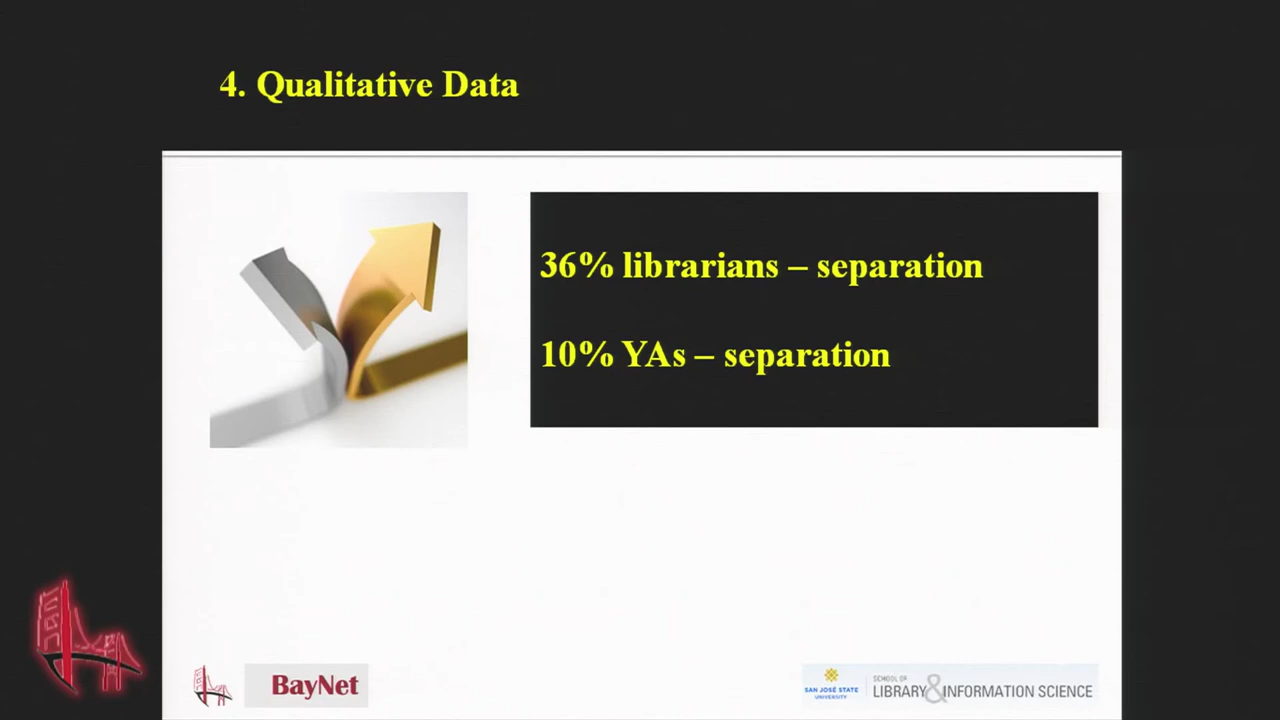 4. Qualitative Data
36% librarians – separation
10% YAs – separation
BayNet
SAN JOSÉ STATE
UNIVERSITY
SCHOOL OF
LIBRARY & INFORMATION SCIENCE